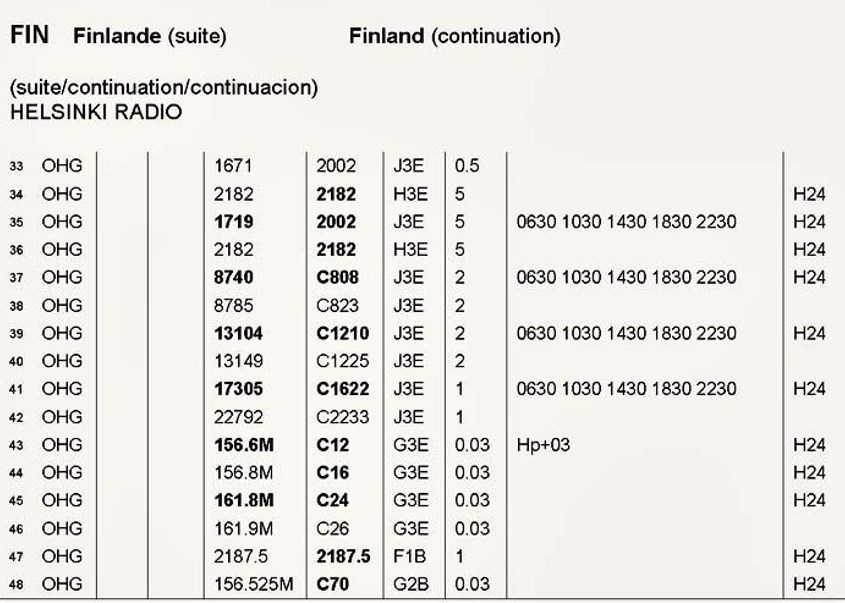 FIN Finlande (suite) Finland (continuation)
(suite/continuation/continuacion)
HELSINKI RADIO
33 OHG 1671 2002 J3E 0.5
34 OHG 2182 2182 H3E 5 H24
35 OHG 1719 2002 J3E 5 0630 1030 1430 1830 2230 H24
36 OHG 2182 2182 H3E 5 H24
37 OHG 8740 C808 J3E 2 0630 1030 1430 1830 2230 H24
38 OHG 8785 C823 J3E 2
39 OHG 13104 C1210 J3E 2 0630 1030 1430 1830 2230 H24
40 OHG 13149 C1225 J3E 2
41 OHG 17305 C1622 J3E 1 0630 1030 1430 1830 2230 H24
42 OHG 22792 C2233 J3E 1
43 OHG 156.6M C12 G3E 0.03 Hp+03 H24
44 OHG 156.8M C16 G3E 0.03 H24
45 OHG 161.8M C24 G3E 0.03 H24
46 OHG 161.9M C26 G3E 0.03
47 OHG 2187.5 2187.5 F1B 1 H24
48 OHG 156.525M C70 G2B 0.03 H24